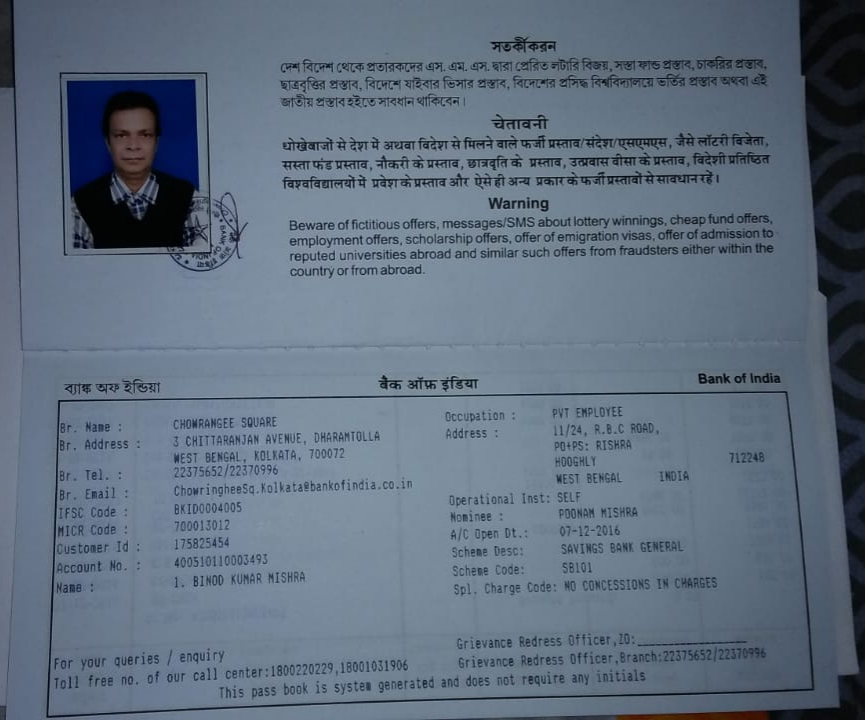 সতর্কীকরন
দেশ বিদেশ থেকে প্রতারকদের এস. এম. এস. দ্বারা প্রেরিত লটারি বিজয়, সস্তা ফান্ড প্রস্তাব, চাকরির প্রস্তাব,
ছাত্রবৃত্তির প্রস্তাব, বিদেশে যাইবার ভিসার প্রস্তাব, বিদেশের প্রসিদ্ধ বিশ্ববিদ্যালয়ে ভর্তির প্রস্তাব অথবা এই
জাতীয় প্রস্তাব হইতে সাবধান থাকিবেন।
चेतावनी
धोखेबाजों से देश में अथवा विदेश से मिलने वाले फर्जी प्रस्ताव/संदेश/एसएमएस, जैसे लॉटरी विजेता,
सस्ता फंड प्रस्ताव, नौकरी के प्रस्ताव, छात्रवृति के प्रस्ताव, उत्प्रवास वीसा के प्रस्ताव, विदेशी प्रतिष्ठित
विश्वविद्यालयों में प्रवेश के प्रस्ताव और ऐसे ही अन्य प्रकार के फर्जी प्रस्तावों से सावधान रहें।
Warning
Beware of fictitious offers, messages/SMS about lottery winnings, cheap fund offers,
employment offers, scholarship offers, offer of emigration visas, offer of admission to
reputed universities abroad and similar such offers from fraudsters either within the
country or from abroad.
BANK OF INDIA
ব্যাঙ্ক অফ ইন্ডিয়া बैंक ऑफ़ इंडिया Bank of India
Br. Name : CHOWRANGEE SQUARE
Br. Address : 3 CHITTARANJAN AVENUE, DHARAMTOLLA
WEST BENGAL, KOLKATA, 700072
Br. Tel. : 22375652/22370996
Br. Email : ChowringheeSq.Kolkata@bankofindia.co.in
IFSC Code : BKID0004005
MICR Code : 700013012
Customer Id : 175825454
Account No. : 400510110003493
Name : 1. BINOD KUMAR MISHRA
Occupation : PVT EMPLOYEE
Address : 11/24, R.B.C ROAD,
PO+PS: RISHRA
HOOGHLY 712248
WEST BENGAL INDIA
Operational Inst: SELF
Nominee : POONAM MISHRA
A/C Open Dt.: 07-12-2016
Scheme Desc: SAVINGS BANK GENERAL
Scheme Code: SB101
Spl. Charge Code: NO CONCESSIONS IN CHARGES
Grievance Redress Officer,ZO:
For your queries / enquiry
Grievance Redress Officer,Branch:22375652/22370996
Toll free no. of our call center:1800220229,18001031906
This pass book is system generated and does not require any initials